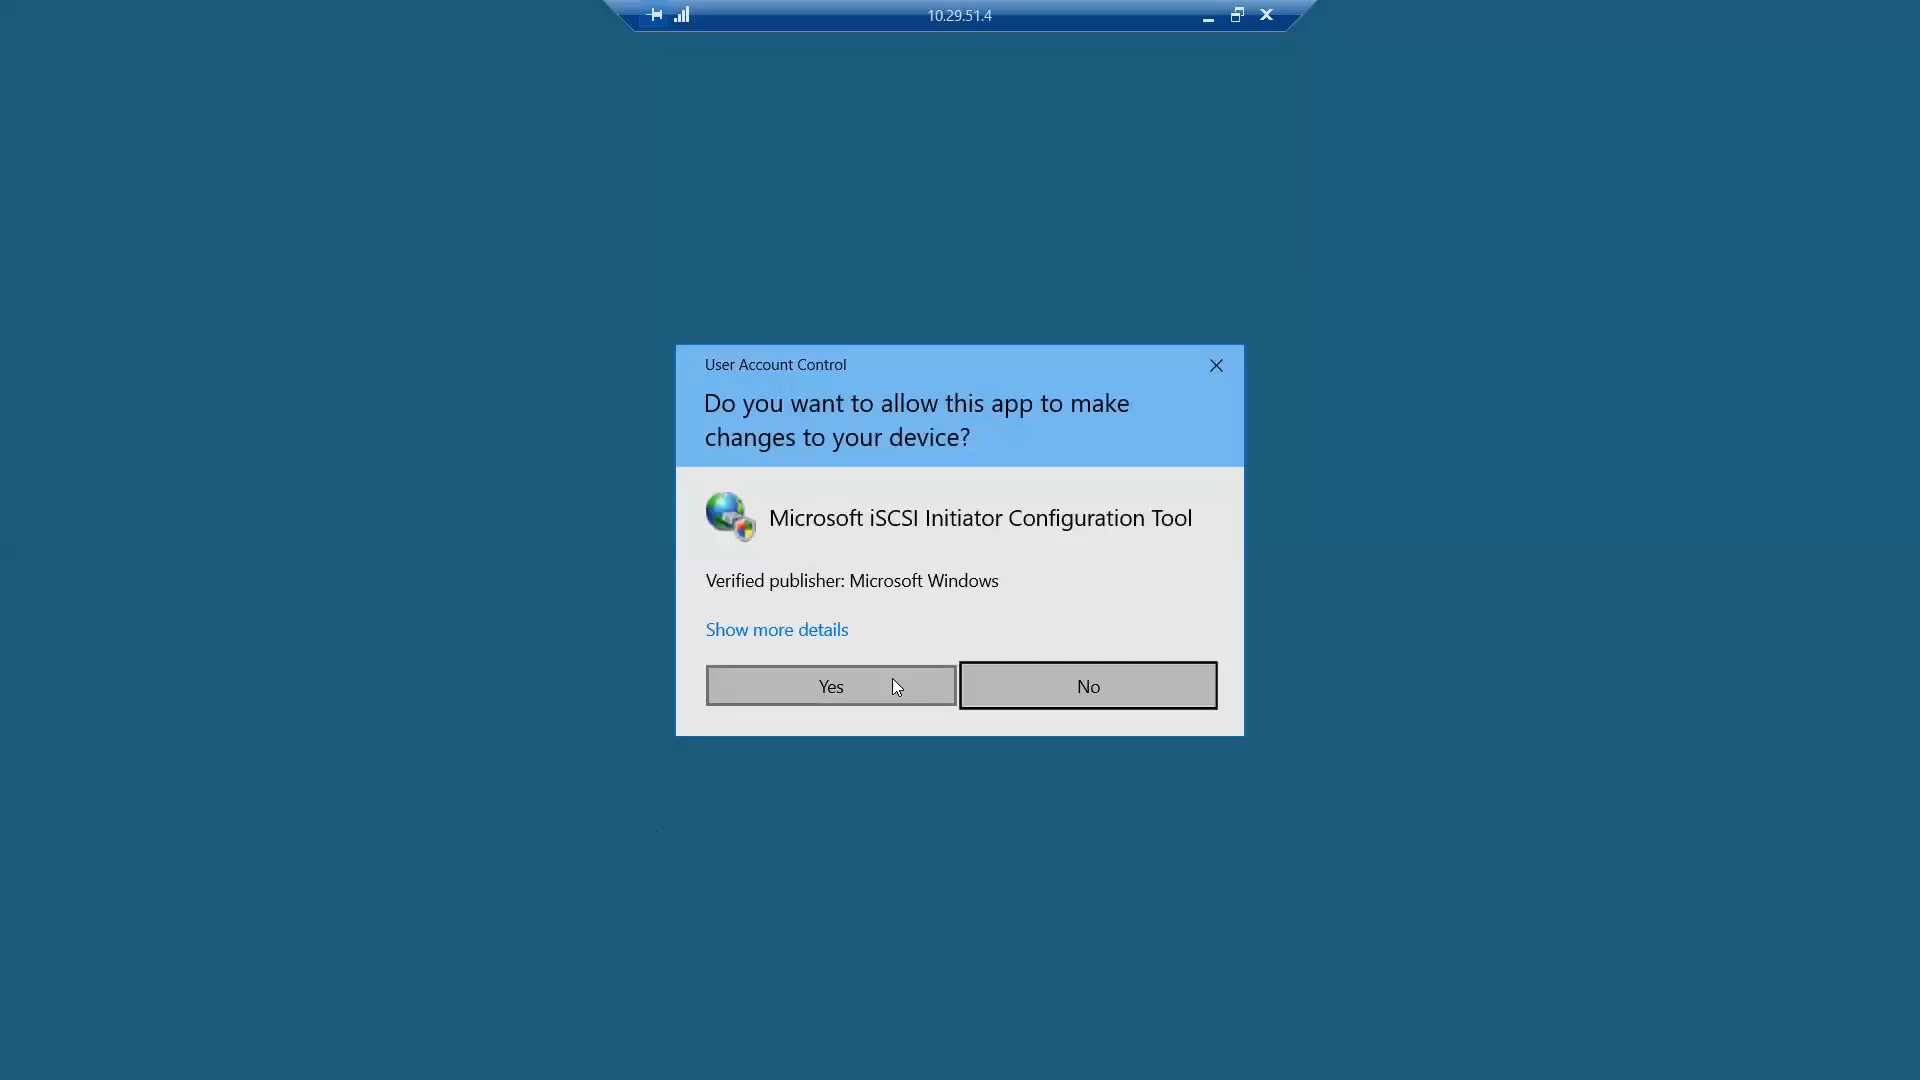 10.29.51.4
User Account Control
Do you want to allow this app to make
changes to your device?
Microsoft iSCSI Initiator Configuration Tool
Verified publisher: Microsoft Windows
Show more details
Yes
No